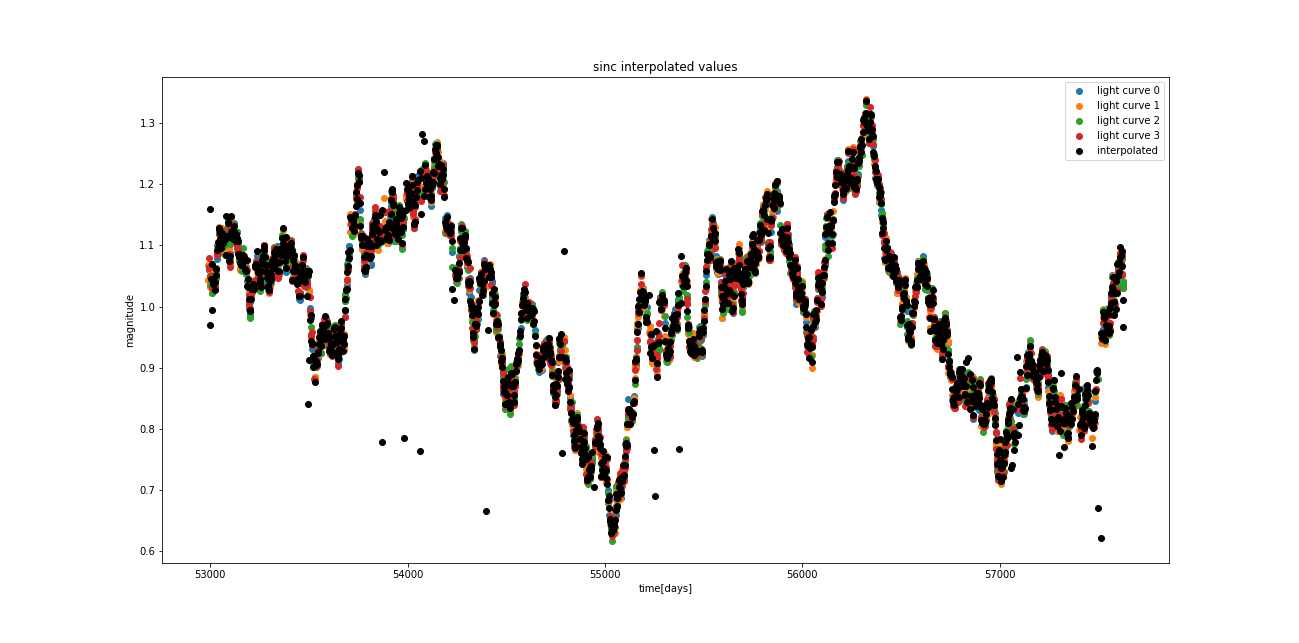 sinc interpolated values
light curve 0
light curve 1
light curve 2
light curve 3
interpolated
magnitude
1.3
1.2
1.1
1.0
0.9
0.8
0.7
0.6
53000 54000 55000 56000 57000
time[days]